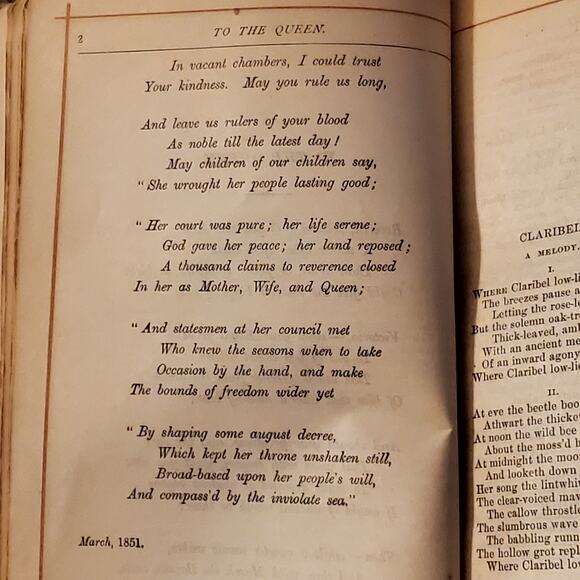 2
TO THE QUEEN.
In vacant chambers, I could trust
Your kindness. May you rule us long,
And leave us rulers of your blood
As noble till the latest day!
May children of our children say,
"She wrought her people lasting good;
"Her court was pure; her life serene;
God gave her peace; her land reposed;
A thousand claims to reverence closed
In her as Mother, Wife, and Queen;
"And statesmen at her council met
Who knew the seasons when to take
Occasion by the hand, and make
The bounds of freedom wider yet
"By shaping some august decree,
Which kept her throne unshaken still,
Broad-based upon her people's will,
And compass'd by the inviolate sea."
March, 1851.
CLARIBEL
A MELODY.
I.
WHERE Claribel low-li
The breezes pause a
Letting the rose-le
But the solemn oak-tr
Thick-leaved, am
With an ancient me
Of an inward agony
Where Claribel low-lie
II.
At eve the beetle boo
Athwart the thicke
At noon the wild bee
About the moss'd h
At midnight the moo
And looketh down
Her song the lintwhi
The clear-voiced mav
The callow throstle
The slumbrous wave
The babbling runn
The hollow grot repl
Where Claribel lo